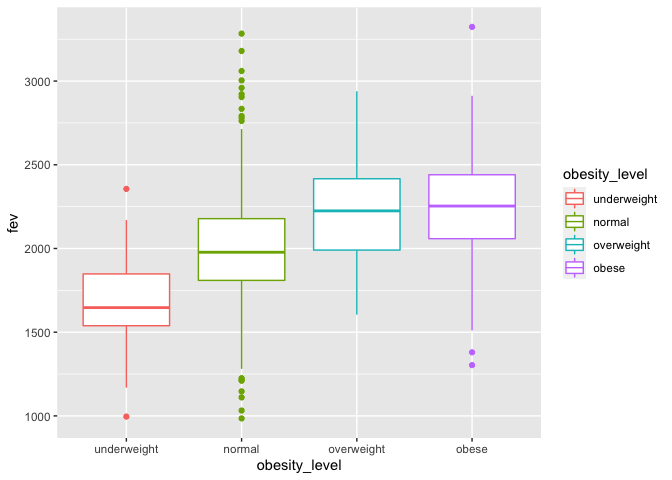 fev
3000
2500
2000
1500
1000
underweight normal overweight obese
obesity_level
obesity_level
underweight
normal
overweight
obese